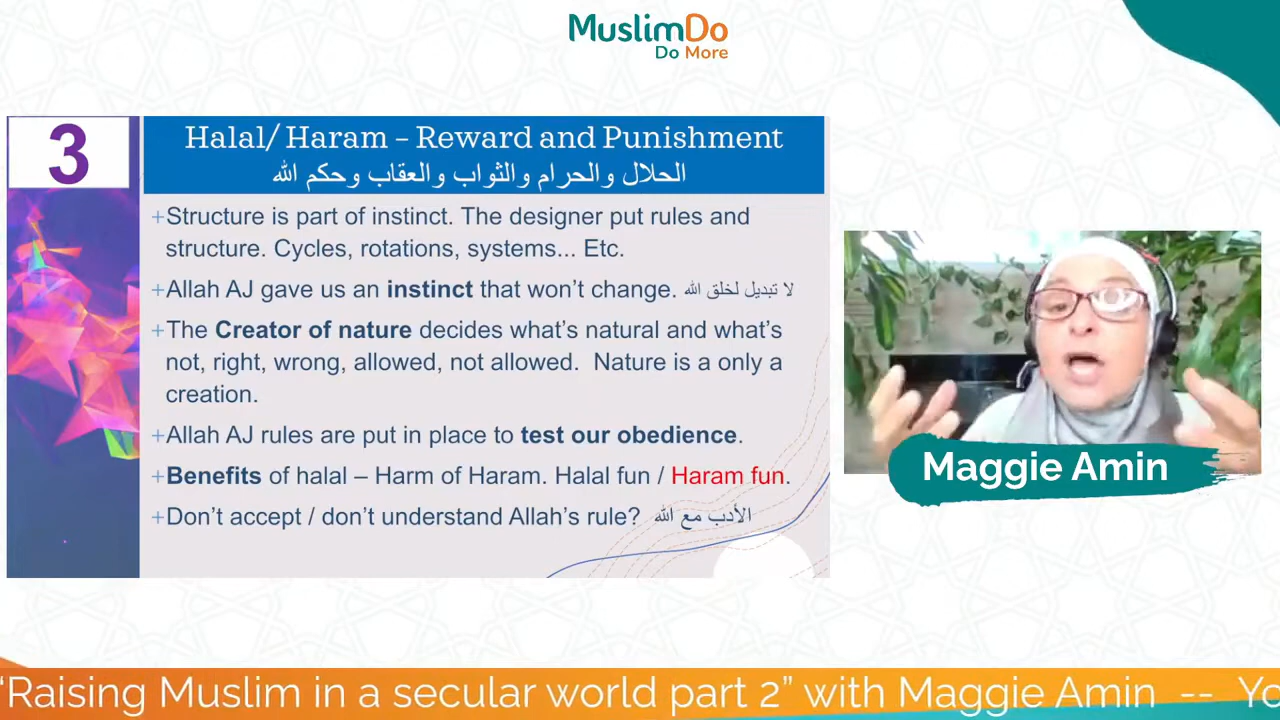 MuslimDo
Do More
3
Halal/ Haram – Reward and Punishment
الحلال والحرام والثواب والعقاب وحكم الله
+Structure is part of instinct. The designer put rules and
structure. Cycles, rotations, systems... Etc.
+Allah AJ gave us an instinct that won’t change. لا تبديل لخلق الله
+The Creator of nature decides what’s natural and what’s
not, right, wrong, allowed, not allowed.  Nature is a only a
creation.
+Allah AJ rules are put in place to test our obedience.
+Benefits of halal – Harm of Haram. Halal fun / Haram fun.
+Don’t accept / don’t understand Allah’s rule? الأدب مع الله
Maggie Amin
“Raising Muslim in a secular world part 2” with Maggie Amin -- Yo